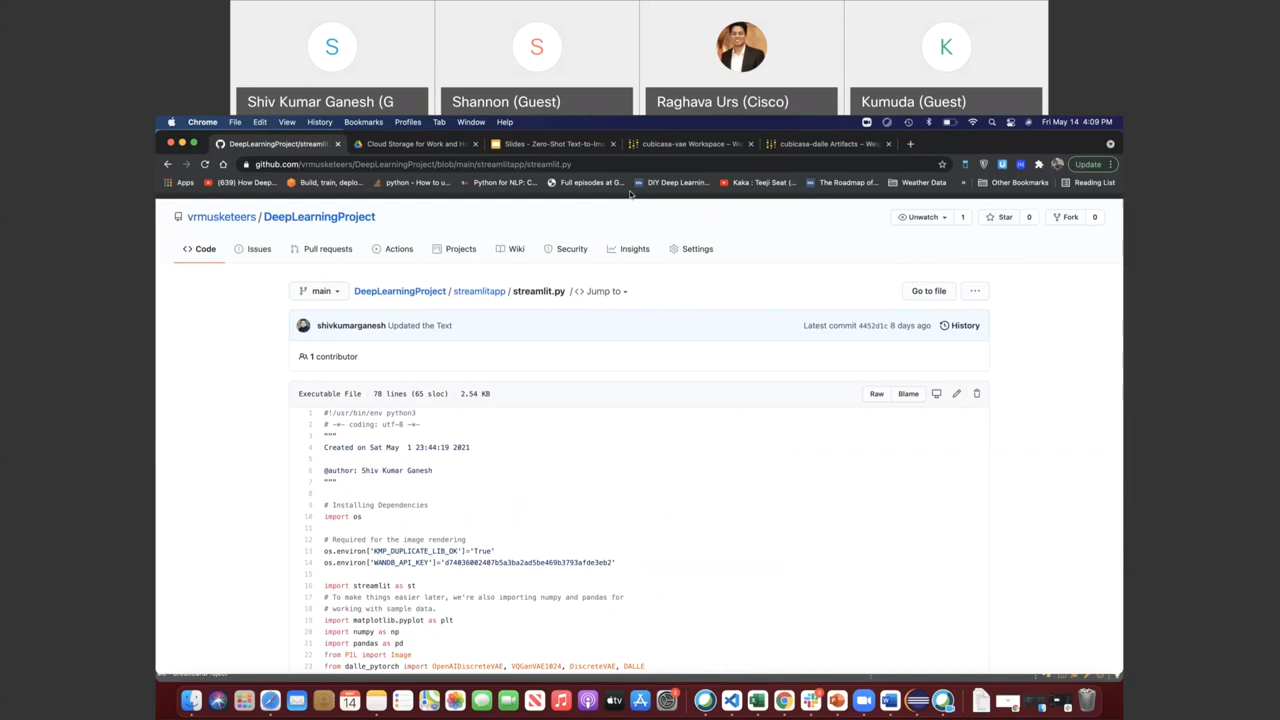 S
S
K
Shiv Kumar Ganesh (G
Shannon (Guest)
Raghava Urs (Cisco)
Kumuda (Guest)
Chrome File Edit View History Bookmarks Profiles Tab Window Help Fri May 14 4:09 PM
DeepLearningProject/streamlit Cloud Storage for Work and H Slides - Zero-Shot Text-to-Im cubicasa-vae Workspace – We cubicasa-dalle Artifacts – Wei
github.com/vrmusketeers/DeepLearningProject/blob/main/streamlitapp/streamlit.py Update
Apps (639) How Deep... Build, train, deplo... python - How to u... Python for NLP: C... Full episodes at G... DIY Deep Learnin... Kaka : Teeji Seat (... The Roadmap of... Weather Data » Other Bookmarks Reading List
vrmusketeers / DeepLearningProject Unwatch 1 Star 0 Fork 0
Code Issues Pull requests Actions Projects Wiki Security Insights Settings
main DeepLearningProject / streamlitapp / streamlit.py / <> Jump to Go to file ...
shivkumarganesh Updated the Text Latest commit 4452d1c 8 days ago History
1 contributor
Executable File 78 lines (65 sloc) 2.54 KB Raw Blame
1 #!/usr/bin/env python3
2 # -*- coding: utf-8 -*-
3 """
4 Created on Sat May  1 23:44:19 2021
5
6 @author: Shiv Kumar Ganesh
7 """
8
9 # Installing Dependencies
10 import os
11
12 # Required for the image rendering
13 os.environ['KMP_DUPLICATE_LIB_OK']='True'
14 os.environ['WANDB_API_KEY']='d74036002407b5a3ba2ad5be469b3793afde3eb2'
15
16 import streamlit as st
17 # To make things easier later, we're also importing numpy and pandas for
18 # working with sample data.
19 import matplotlib.pyplot as plt
20 import numpy as np
21 import pandas as pd
22 from PIL import Image
23 from dalle_pytorch import OpenAIDiscreteVAE, VQGanVAE1024, DiscreteVAE, DALLE
MAY
14
tv